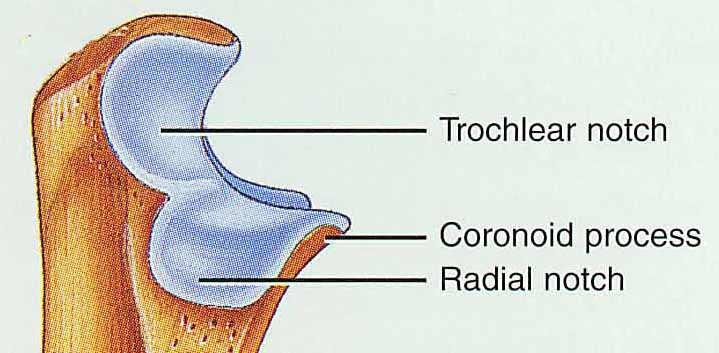 Trochlear notch
Coronoid process
Radial notch